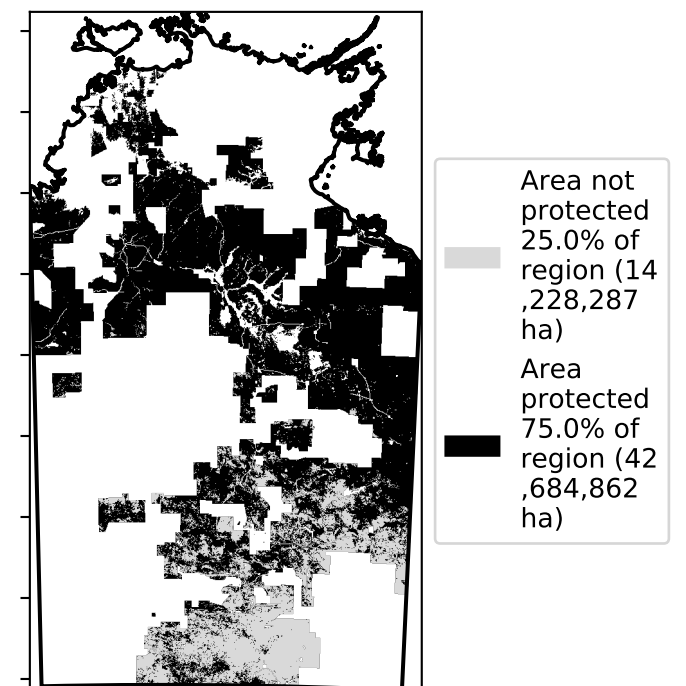 Area not
protected
25.0% of
region (14
,228,287
ha)
Area
protected
75.0% of
region (42
,684,862
ha)